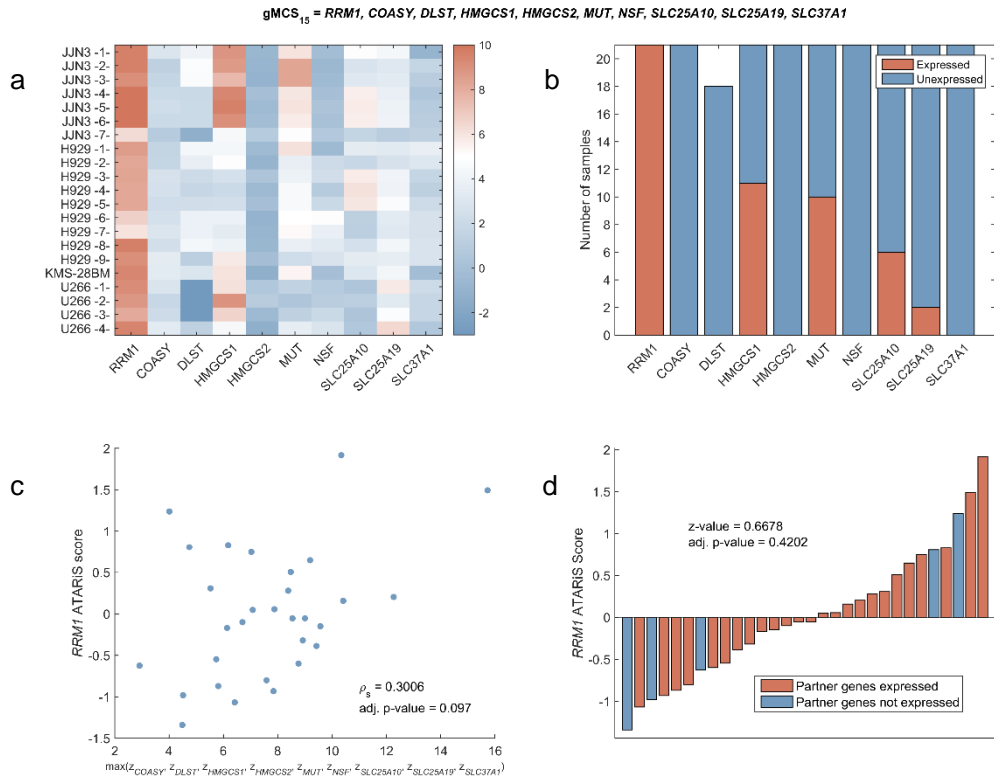 gMCS15 = RRM1, COASY, DLST, HMGCS1, HMGCS2, MUT, NSF, SLC25A10, SLC25A19, SLC37A1
a
JJN3 -1-
JJN3 -2-
JJN3 -3-
JJN3 -4-
JJN3 -5-
JJN3 -6-
JJN3 -7-
H929 -1-
H929 -2-
H929 -3-
H929 -4-
H929 -5-
H929 -6-
H929 -7-
H929 -8-
H929 -9-
KMS-28BM
U266 -1-
U266 -2-
U266 -3-
U266 -4-
RRM1
COASY
DLST
HMGCS1
HMGCS2
MUT
NSF
SLC25A10
SLC25A19
SLC37A1
10
8
6
4
2
0
-2
b
Number of samples
20
18
16
14
12
10
8
6
4
2
0
Expressed
Unexpressed
RRM1
COASY
DLST
HMGCS1
HMGCS2
MUT
NSF
SLC25A10
SLC25A19
SLC37A1
c
RRM1 ATARiS score
2
1.5
1
0.5
0
-0.5
-1
-1.5
ρs = 0.3006
adj. p-value = 0.097
2
4
6
8
10
12
14
16
max(zCOASY, zDLST, zHMGCS1, zHMGCS2, zMUT, zNSF, zSLC25A10, zSLC25A19, zSLC37A1)
d
RRM1 ATARiS score
2
1.5
1
0.5
0
-0.5
-1
z-value = 0.6678
adj. p-value = 0.4202
Partner genes expressed
Partner genes not expressed